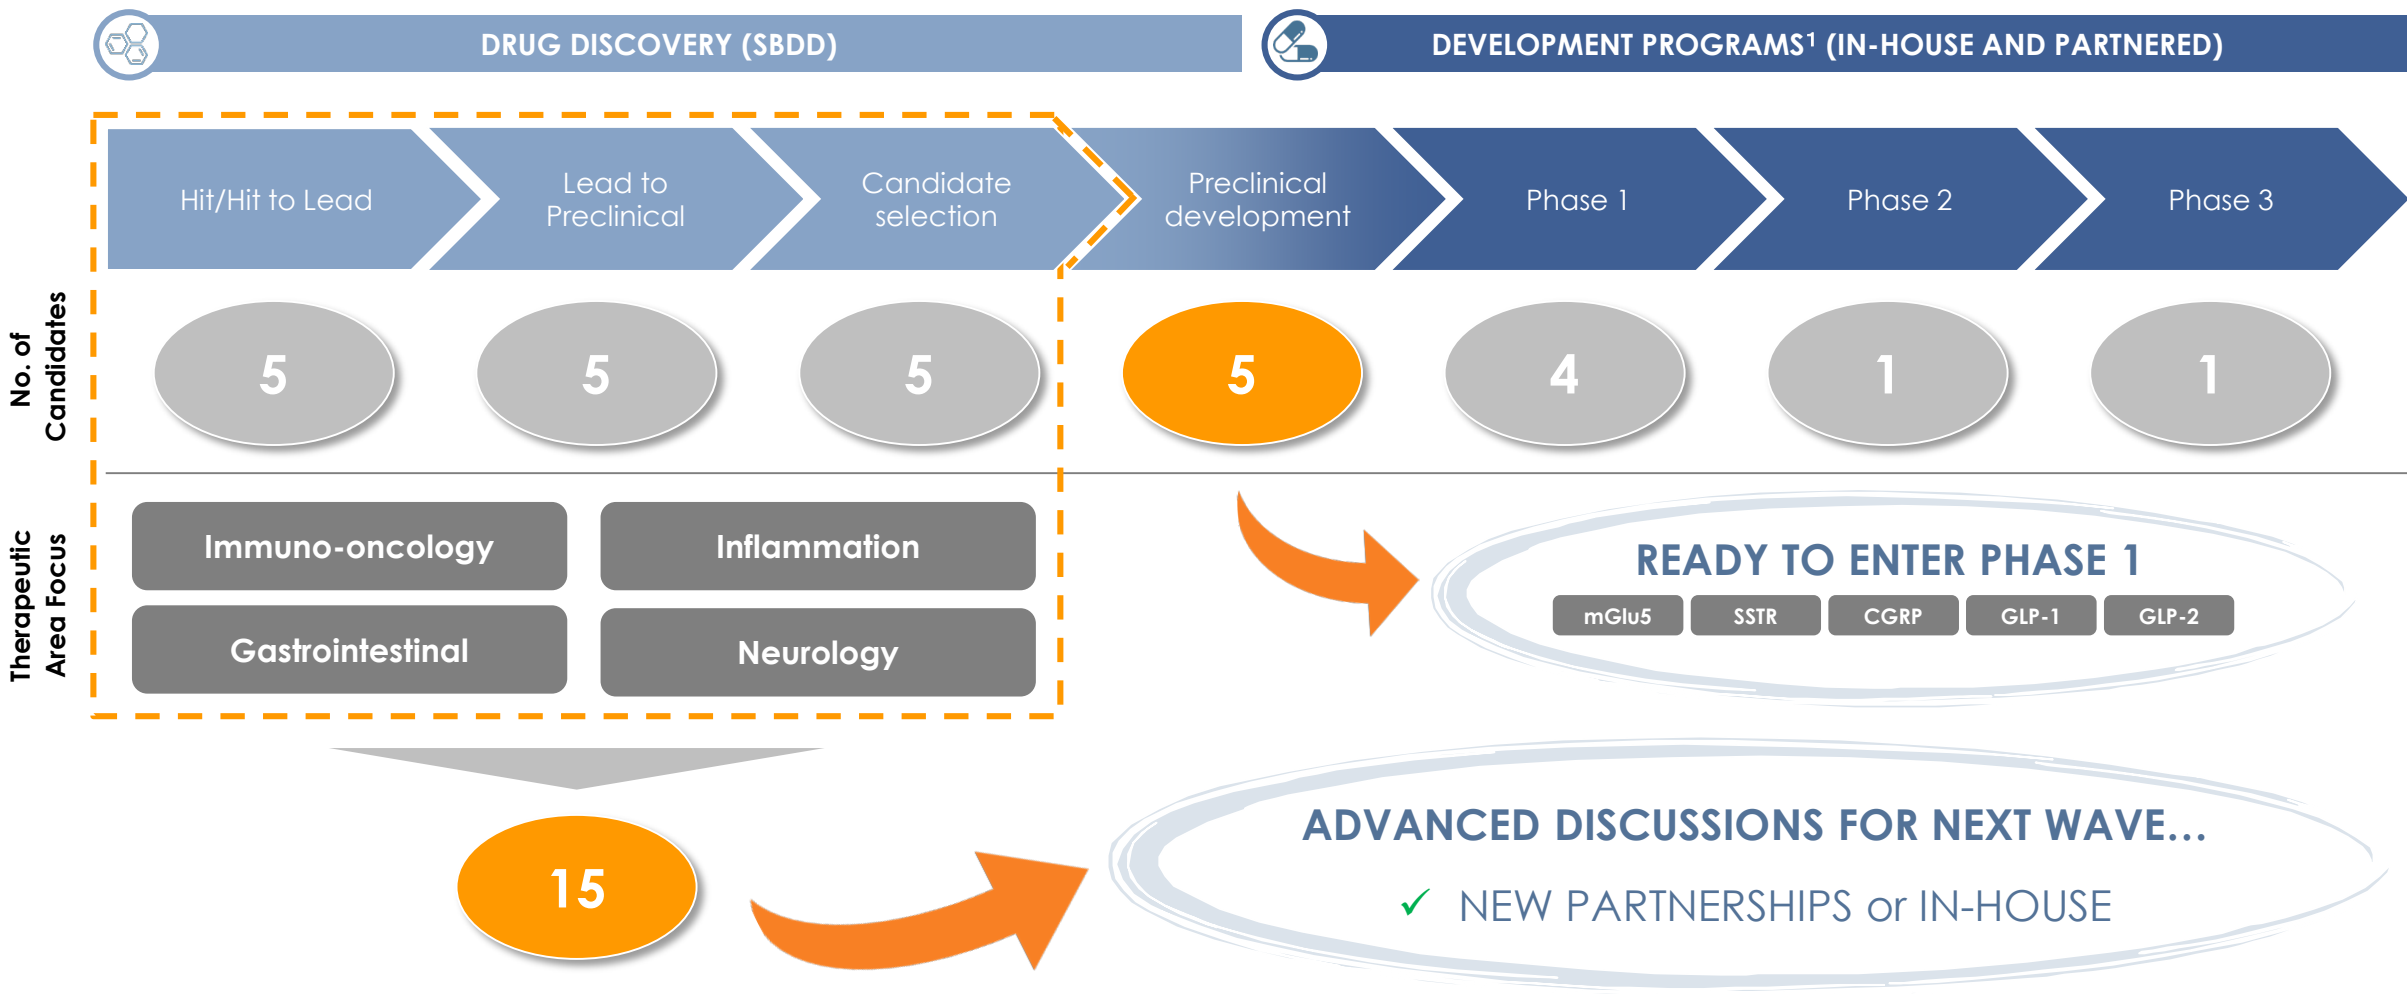 DRUG DISCOVERY (SBDD)
DEVELOPMENT PROGRAMS¹ (IN-HOUSE AND PARTNERED)
Hit/Hit to Lead
Lead to
Preclinical
Candidate
selection
Preclinical
development
Phase 1
Phase 2
Phase 3
No. of
Candidates
5
5
5
5
4
1
1
Therapeutic
Area Focus
Immuno-oncology
Inflammation
Gastrointestinal
Neurology
READY TO ENTER PHASE 1
mGlu5
SSTR
CGRP
GLP-1
GLP-2
15
ADVANCED DISCUSSIONS FOR NEXT WAVE...
✓ NEW PARTNERSHIPS or IN-HOUSE